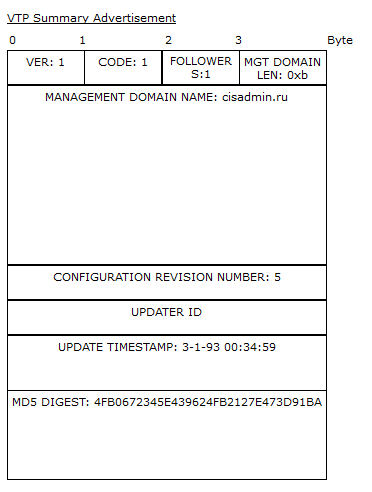 VTP Summary Advertisement
0 1 2 3 Byte
VER: 1 CODE: 1 FOLLOWER S:1 MGT DOMAIN LEN: 0xb
MANAGEMENT DOMAIN NAME: cisadmin.ru
CONFIGURATION REVISION NUMBER: 5
UPDATER ID
UPDATE TIMESTAMP: 3-1-93 00:34:59
MD5 DIGEST: 4FB0672345E439624FB2127E473D91BA